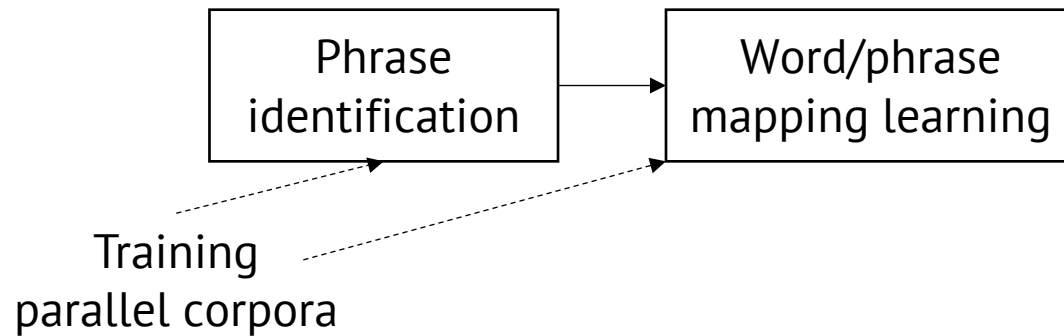 Phrase
identification
Word/phrase
mapping learning
Training
parallel corpora